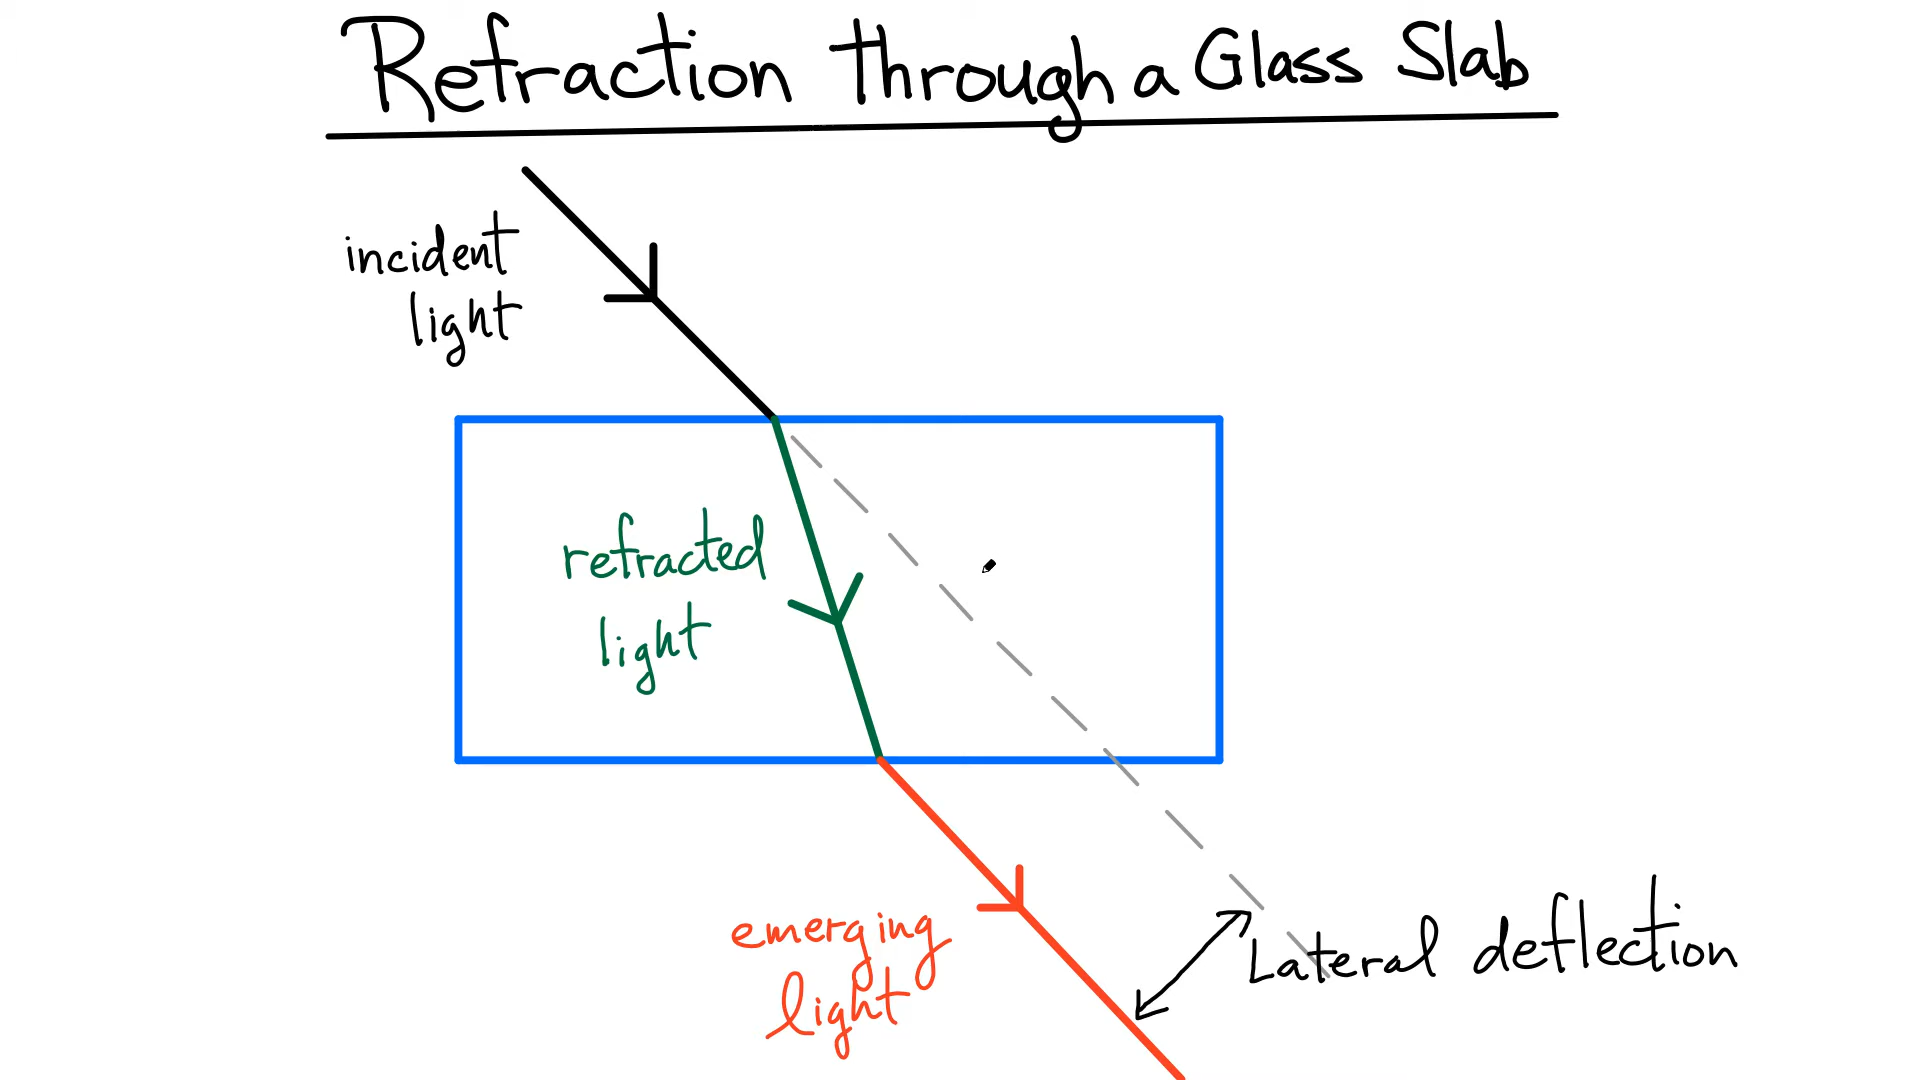 Refraction through a Glass Slab
incident
light
refracted
light
emerging
light
Lateral deflection